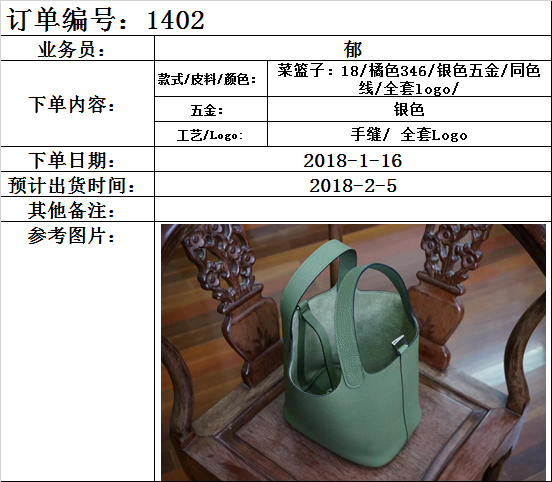 订单编号：1402
业务员：
郁
下单内容：
款式/皮料/颜色：
菜篮子：18/橘色346/银色五金/同色
线/全套logo/
五金：
银色
工艺/Logo:
手缝/ 全套Logo
下单日期：
2018-1-16
预计出货时间：
2018-2-5
其他备注：
参考图片：